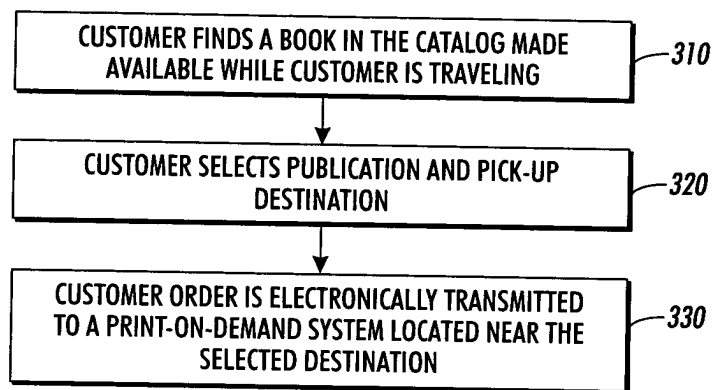 CUSTOMER FINDS A BOOK IN THE CATALOG MADE
AVAILABLE WHILE CUSTOMER IS TRAVELING
310
CUSTOMER SELECTS PUBLICATION AND PICK-UP
DESTINATION
320
CUSTOMER ORDER IS ELECTRONICALLY TRANSMITTED
TO A PRINT-ON-DEMAND SYSTEM LOCATED NEAR THE
SELECTED DESTINATION
330